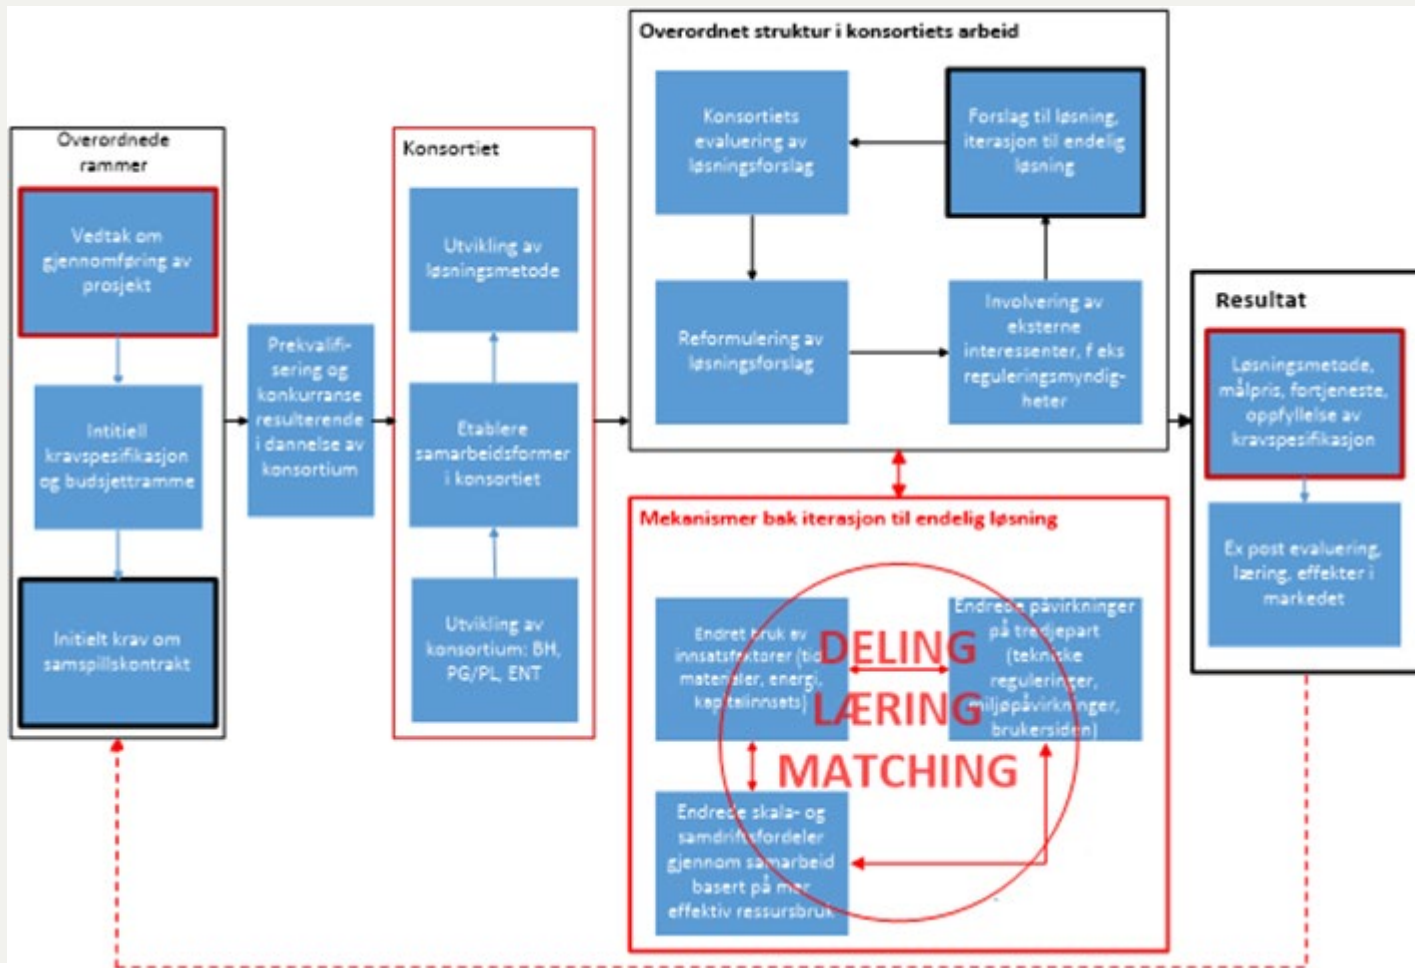 Overordnede
rammer
Vedtak om
gjennomføring av
prosjekt
Intitiell
kravspesifikasjon
og budsjettramme
Initielt krav om
samspillskontrakt
Prekvalifi-
sering og
konkurranse
resulterende
i dannelse av
konsortium
Konsortiet
Utvikling av
løsningsmetode
Etablere
samarbeidsformer
i konsortiet
Utvikling av
konsortium: BH,
PG/PL, ENT
Overordnet struktur i konsortiets arbeid
Konsortiets
evaluering av
løsningsforslag
Forslag til løsning,
iterasjon til endelig
løsning
Reformulering av
løsningsforslag
Involvering av
eksterne
interessenter, f eks
reguleringsmyndig-
heter
Mekanismer bak iterasjon til endelig løsning
Endret bruk av
innsatsfaktorer (tid
materialer, energi,
kapitalinnsats)
Endrede påvirkninger
på tredjepart
(tekniske
reguleringer,
miljøpåvirkninger,
brukersiden)
DELING
LÆRING
MATCHING
Endrede skala- og
samdriftsfordeler
gjennom samarbeid
basert på mer
effektiv ressursbruk
Resultat
Løsningsmetode,
målpris, fortjeneste,
oppfyllelse av
kravspesifikasjon
Ex post evaluering,
læring, effekter i
markedet